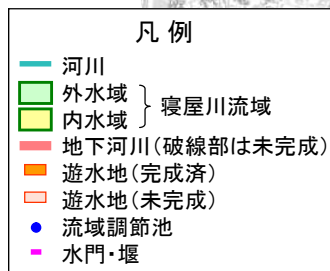 凡 例
河川
外水域
内水域
寝屋川流域
地下河川(破線部は未完成)
遊水地(完成済)
遊水地(未完成)
流域調節池
水門・堰